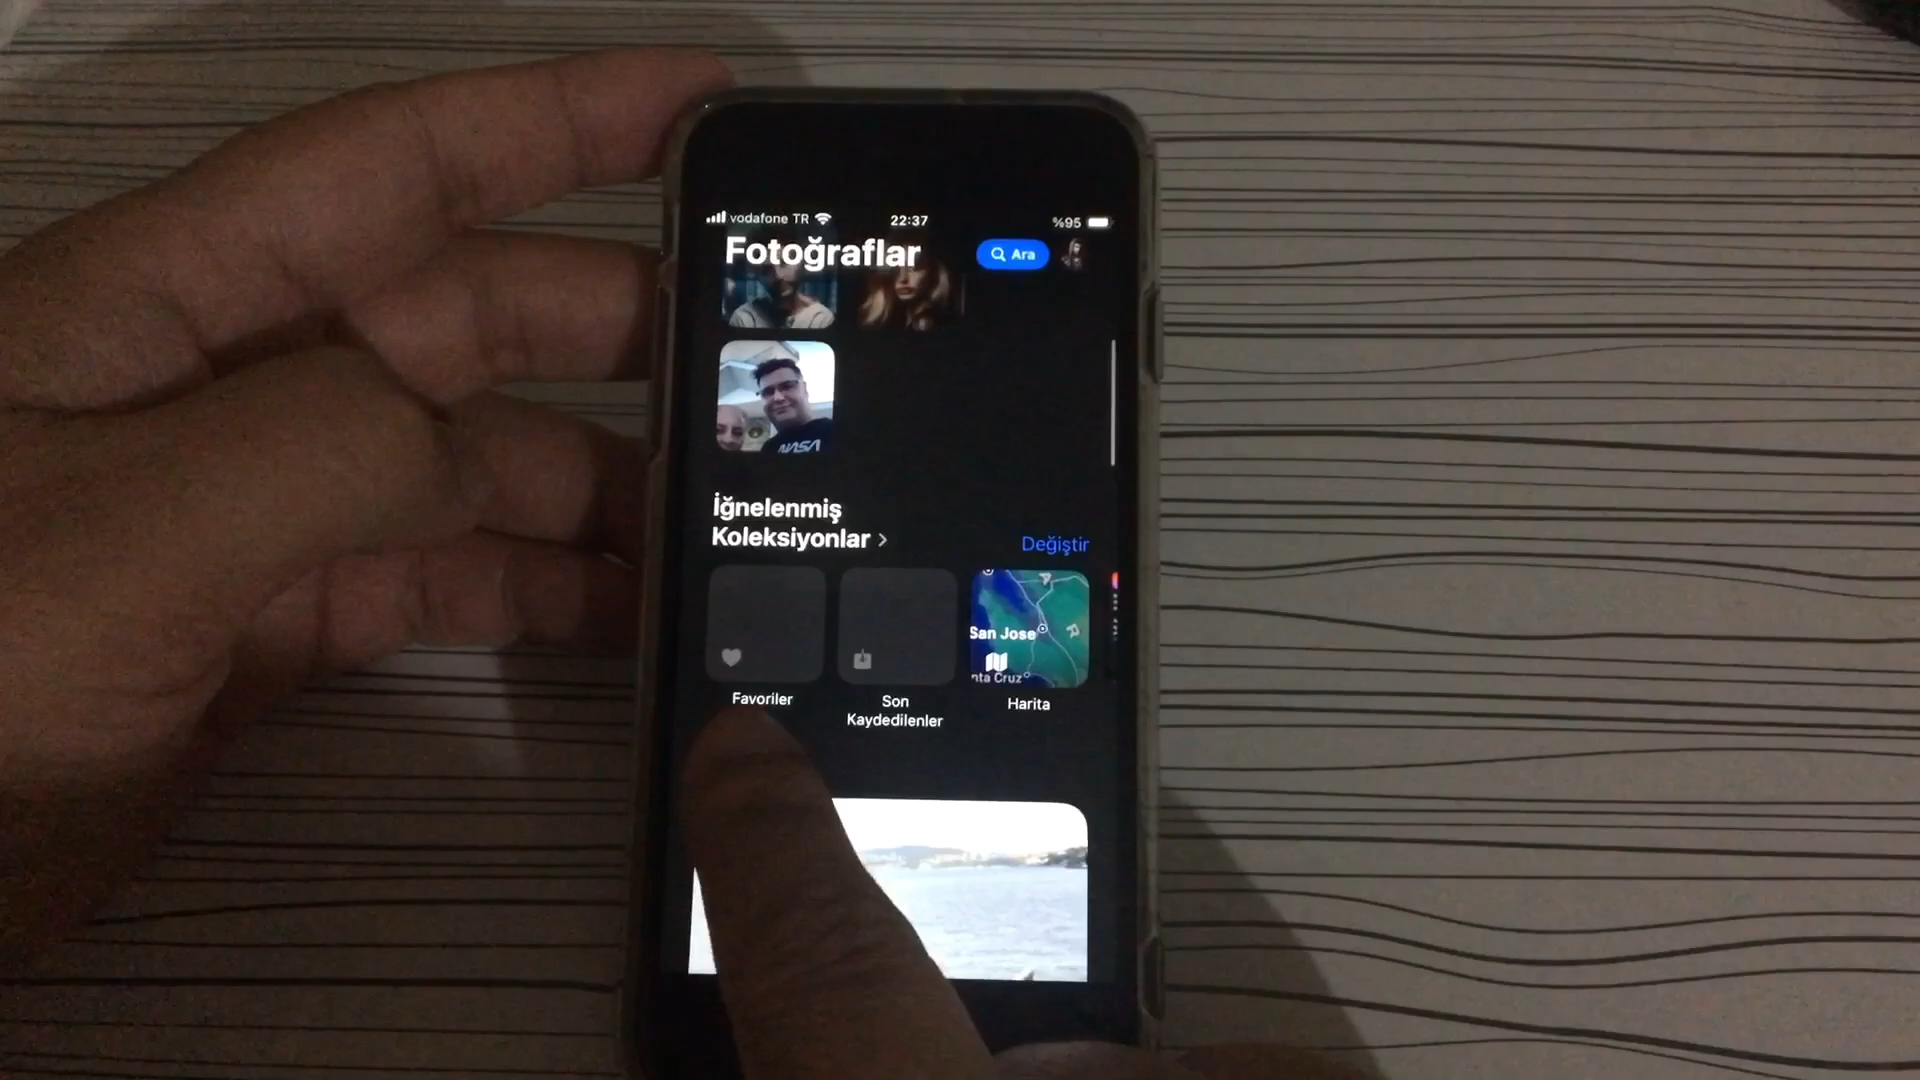 vodafone TR
22:37
%95
Fotoğraflar
Ara
NASA
İğnelenmiş
Koleksiyonlar >
Değiştir
San Jose
nta Cruz
Favoriler
Son
Kaydedilenler
Harita